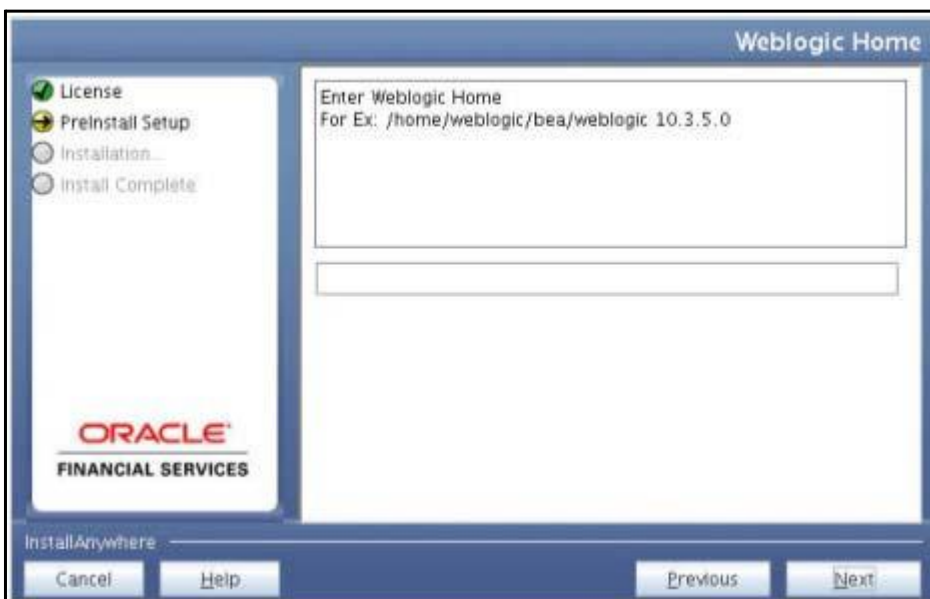 Weblogic Home
License
PreInstall Setup
Installation...
Install Complete
Enter Weblogic Home
For Ex: /home/weblogic/bea/weblogic 10.3.5.0
ORACLE
FINANCIAL SERVICES
InstallAnywhere
Cancel
Help
Previous
Next